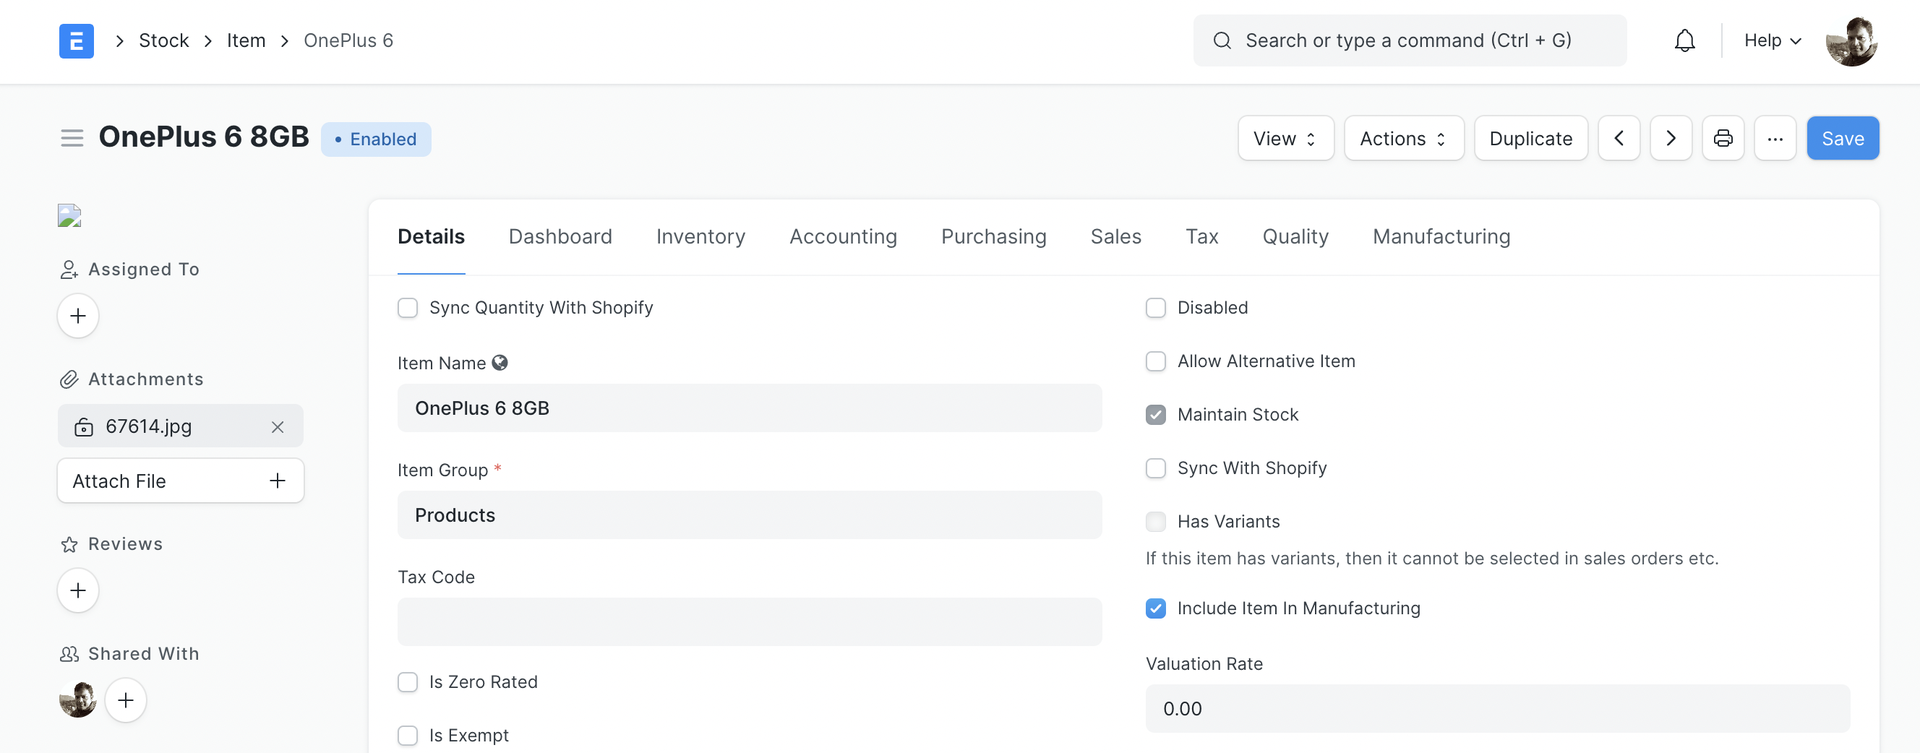 E > Stock > Item > OnePlus 6
Search or type a command (Ctrl + G)
Help
OnePlus 6 8GB
• Enabled
View
Actions
Duplicate
...
Save
Assigned To
Attachments
67614.jpg
Attach File
Reviews
Shared With
Details
Dashboard
Inventory
Accounting
Purchasing
Sales
Tax
Quality
Manufacturing
Sync Quantity With Shopify
Item Name
OnePlus 6 8GB
Item Group *
Products
Tax Code
Is Zero Rated
Is Exempt
Disabled
Allow Alternative Item
Maintain Stock
Sync With Shopify
Has Variants
If this item has variants, then it cannot be selected in sales orders etc.
Include Item In Manufacturing
Valuation Rate
0.00